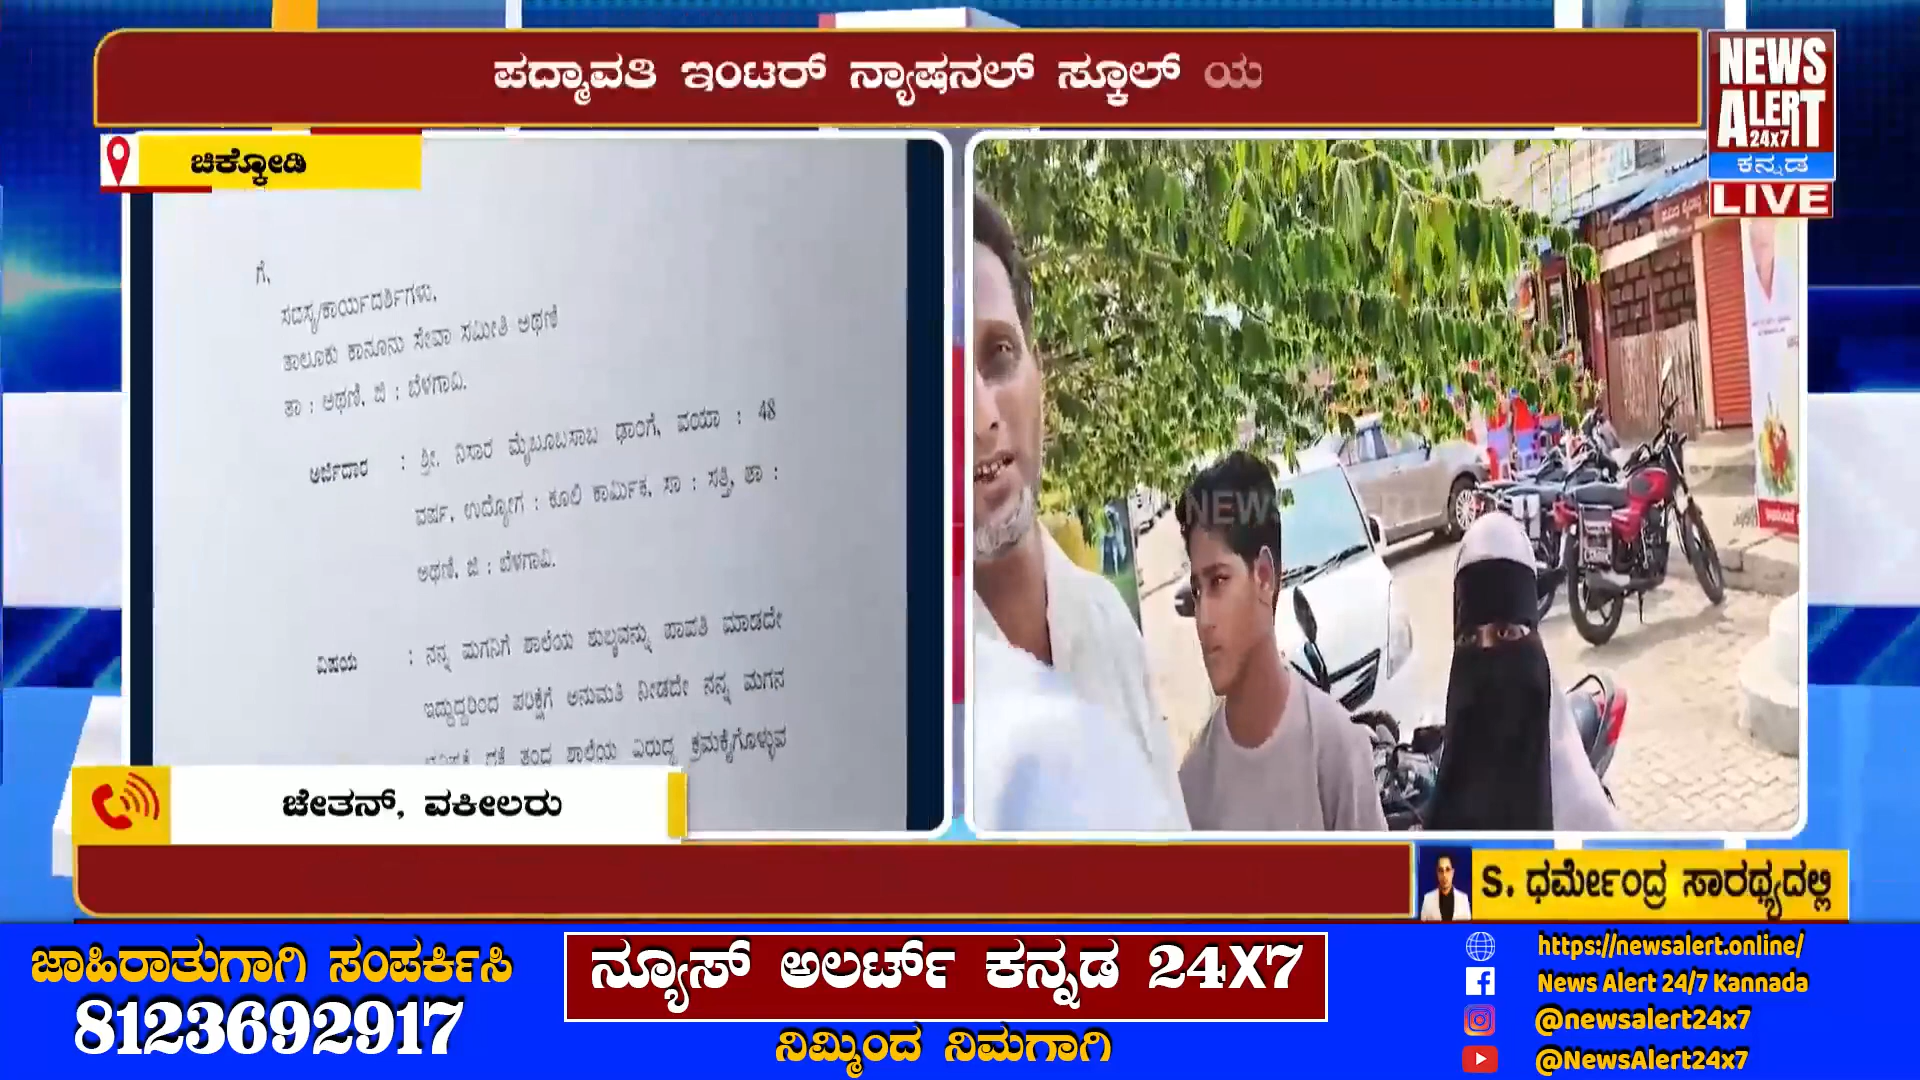 ಪದ್ಮಾವತಿ ಇಂಟರ್ ನ್ಯಾಷನಲ್ ಸ್ಕೂಲ್ ಯ
NEWS
ALERT
24x7
ಕನ್ನಡ
LIVE
ಚಿಕ್ಕೋಡಿ
ಗೆ,
ಸದಸ್ಯ/ಕಾರ್ಯದರ್ಶಿಗಳು,
ತಾಲೂಕು ಕಾನೂನು ಸೇವಾ ಸಮೀತಿ ಅಥಣಿ
ತಾ : ಅಥಣಿ, ಜಿ : ಬೆಳಗಾವಿ.
ಅರ್ಜಿದಾರ : ಶ್ರೀ. ನಿಸಾರ ಮೈಬೂಬಸಾಬ ಢಾಂಗೆ, ವಯಾ : 48
ವರ್ಷ, ಉದ್ಯೋಗ : ಕೂಲಿ ಕಾರ್ಮಿಕ, ಸಾ : ಸತ್ತಿ, ತಾ :
ಅಥಣಿ, ಜಿ : ಬೆಳಗಾವಿ.
ವಿಷಯ : ನನ್ನ ಮಗನಿಗೆ ಶಾಲೆಯ ಶುಲ್ಕವನ್ನು ಪಾವತಿ ಮಾಡದೇ
ಇದ್ದುದ್ದರಿಂದ ಪರಿಕ್ಷೆಗೆ ಅನುಮತಿ ನೀಡದೇ ನನ್ನ ಮಗನ
ತಂದ ಶಾಲೆಯ ವಿರುದ್ಧ ಕ್ರಮಕೈಗೊಳ್ಳುವ
NEWS ALERT
ಚೇತನ್, ವಕೀಲರು
S. ಧರ್ಮೇಂದ್ರ ಸಾರಥ್ಯದಲ್ಲಿ
ಜಾಹಿರಾತುಗಾಗಿ ಸಂಪರ್ಕಿಸಿ
8123692917
ನ್ಯೂಸ್ ಅಲರ್ಟ್ ಕನ್ನಡ 24X7
ನಿಮ್ಮಿಂದ ನಿಮಗಾಗಿ
https://newsalert.online/
News Alert 24/7 Kannada
@newsalert24x7
@NewsAlert24x7